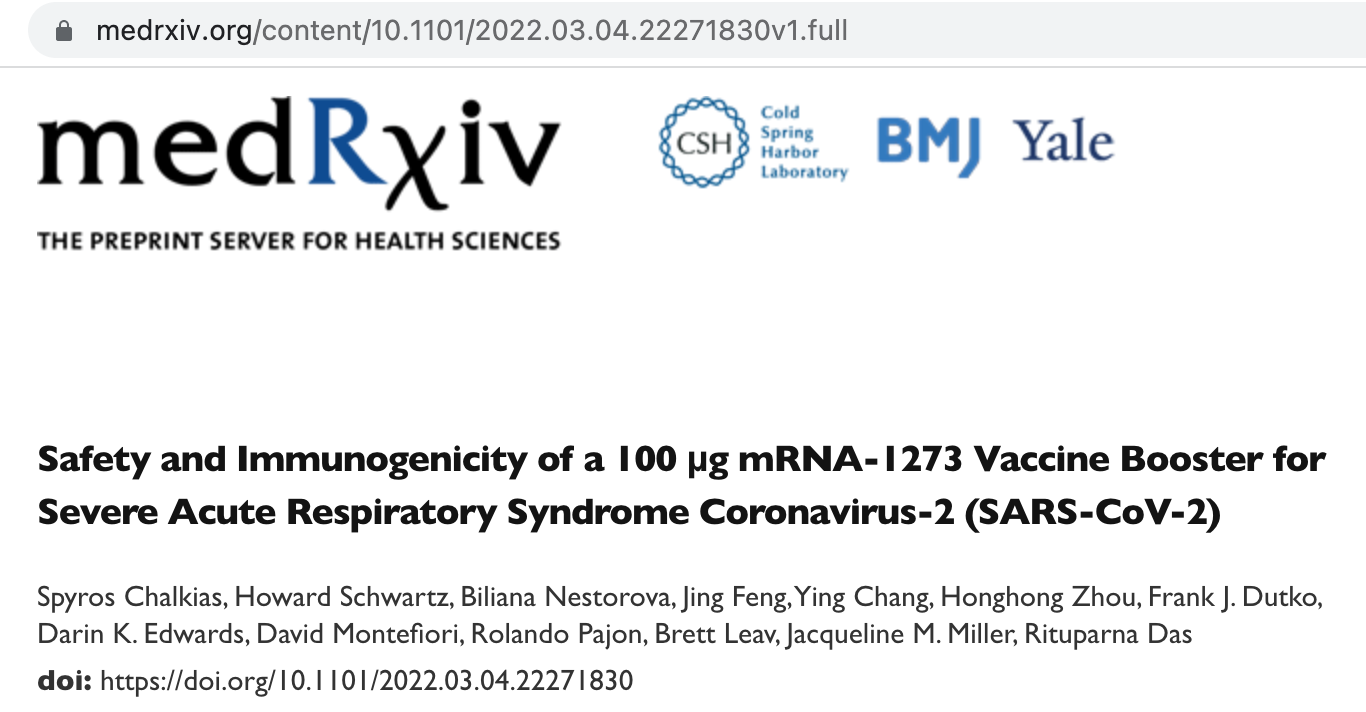 medrxiv.org/content/10.1101/2022.03.04.22271830v1.full
medRxiv
THE PREPRINT SERVER FOR HEALTH SCIENCES
CSH
Cold
Spring
Harbor
Laboratory
BMJ
Yale
Safety and Immunogenicity of a 100 µg mRNA-1273 Vaccine Booster for
Severe Acute Respiratory Syndrome Coronavirus-2 (SARS-CoV-2)
Spyros Chalkias, Howard Schwartz, Biliana Nestorova, Jing Feng, Ying Chang, Honghong Zhou, Frank J. Dutko,
Darin K. Edwards, David Montefiori, Rolando Pajon, Brett Leav, Jacqueline M. Miller, Rituparna Das
doi: https://doi.org/10.1101/2022.03.04.22271830